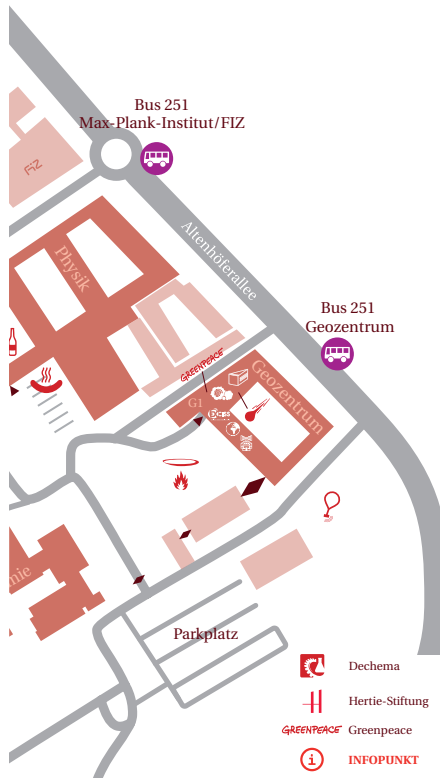 Bus 251
Max-Plank-Institut/FIZ
FIZ
Altenhöferallee
Physik
Bus 251
Geozentrum
GREENPEACE
Geozentrum
G1
mie
Parkplatz
Dechema
Hertie-Stiftung
GREENPEACE Greenpeace
i INFOPUNKT